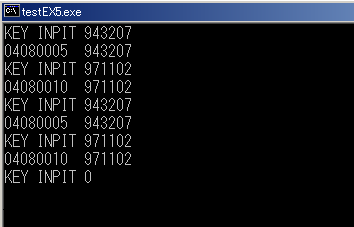 C:\ testEX5.exe
KEY INPIT 943207
04080005 943207
KEY INPIT 971102
04080010 971102
KEY INPIT 943207
04080005 943207
KEY INPIT 971102
04080010 971102
KEY INPIT 0